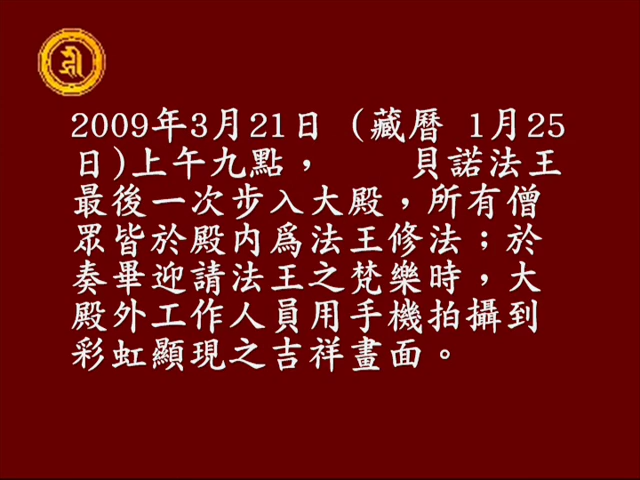 2009年3月21日 (藏曆 1月25
日)上午九點，　　貝諾法王
最後一次步入大殿，所有僧
眾皆於殿內為法王修法；於
奏畢迎請法王之梵樂時，大
殿外工作人員用手機拍攝到
彩虹顯現之吉祥畫面。